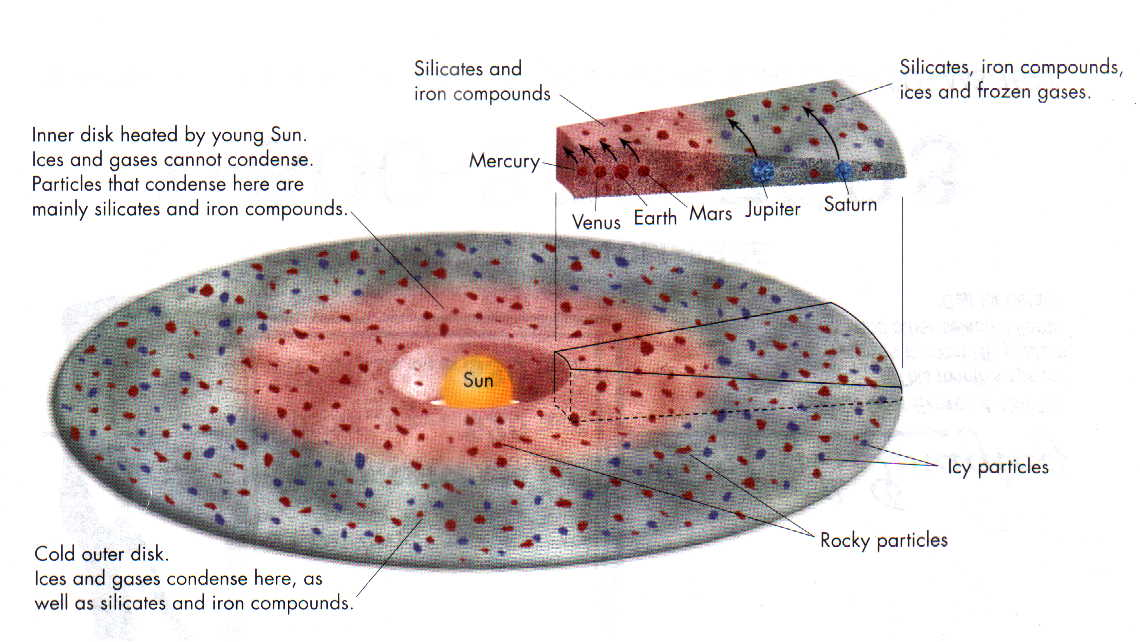 Silicates and
iron compounds
Silicates, iron compounds,
ices and frozen gases.
Inner disk heated by young Sun.
Ices and gases cannot condense.
Particles that condense here are
mainly silicates and iron compounds.
Mercury
Venus
Earth
Mars
Jupiter
Saturn
Sun
Icy particles
Rocky particles
Cold outer disk.
Ices and gases condense here, as
well as silicates and iron compounds.